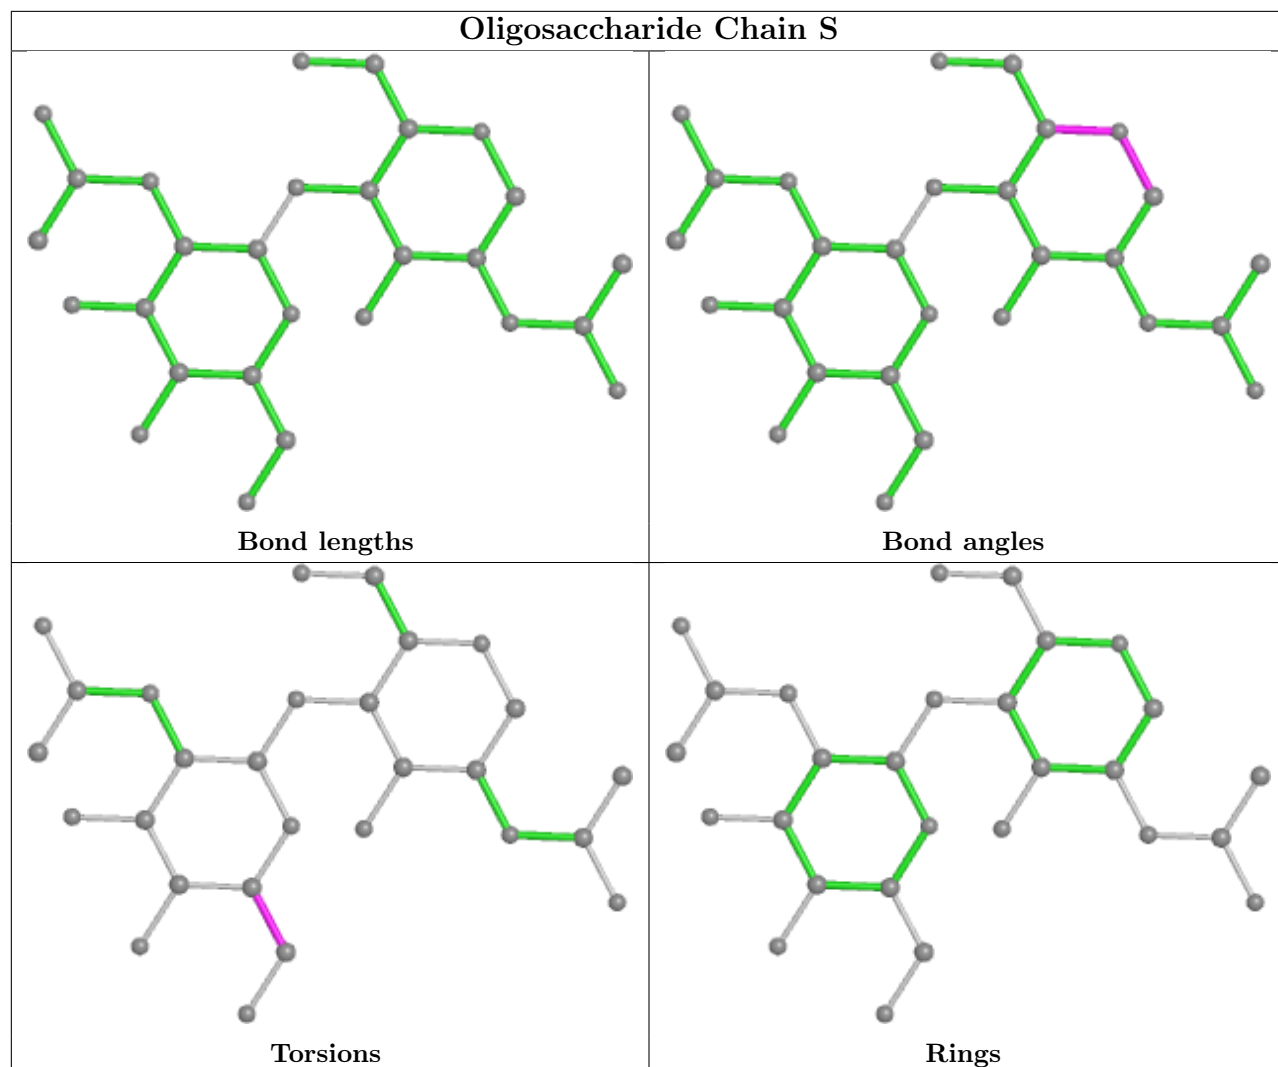 Oligosaccharide Chain S
Bond lengths
Bond angles
Torsions
Rings